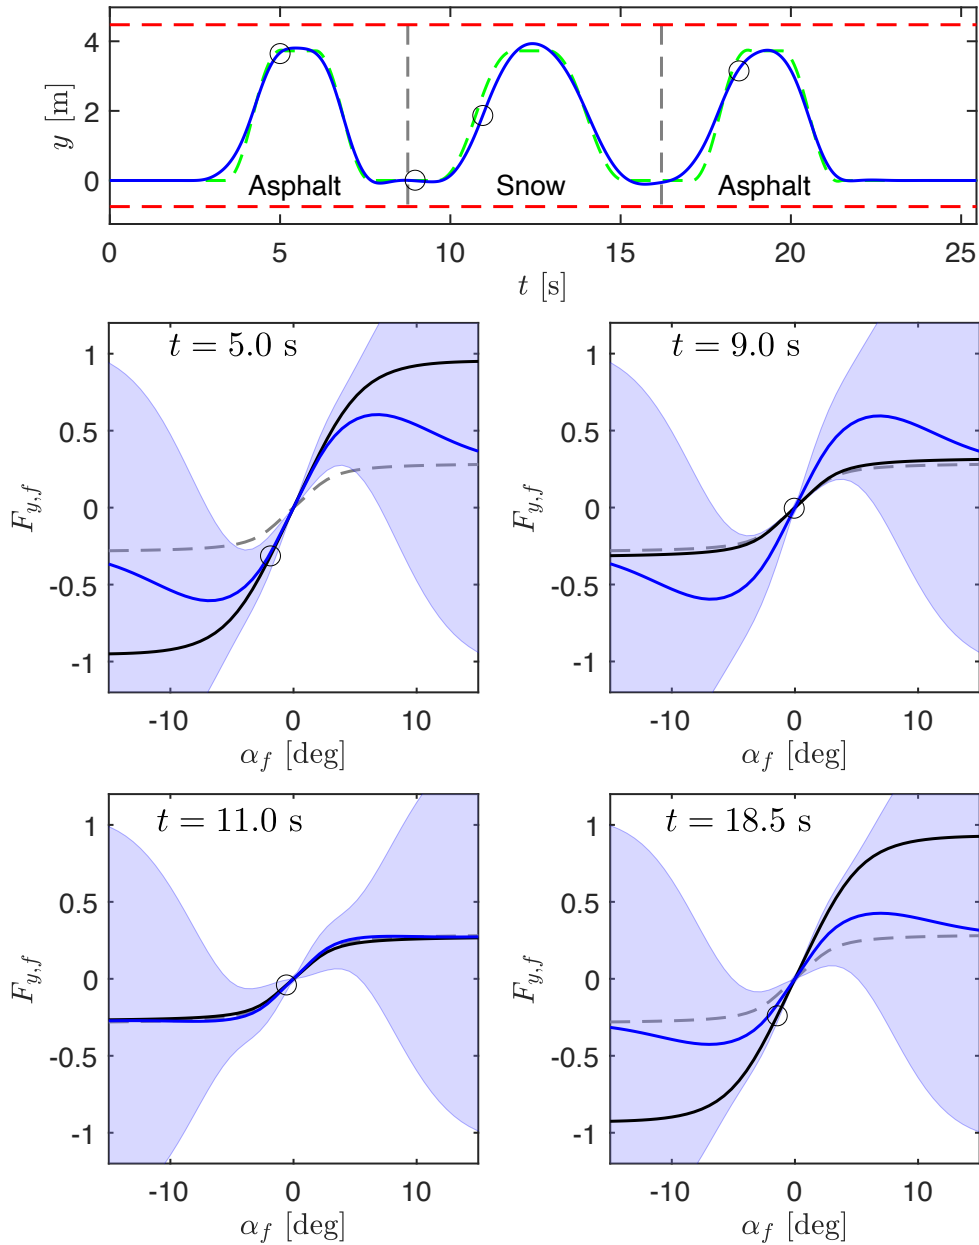 4
2
0
y [m]
Asphalt
Snow
Asphalt
0
5
10
15
20
25
t [s]
t = 5.0 s
1
0.5
0
-0.5
-1
F_{y,f}
-10
0
10
α_f [deg]
t = 9.0 s
1
0.5
0
-0.5
-1
F_{y,f}
-10
0
10
α_f [deg]
t = 11.0 s
1
0.5
0
-0.5
-1
F_{y,f}
-10
0
10
α_f [deg]
t = 18.5 s
1
0.5
0
-0.5
-1
F_{y,f}
-10
0
10
α_f [deg]